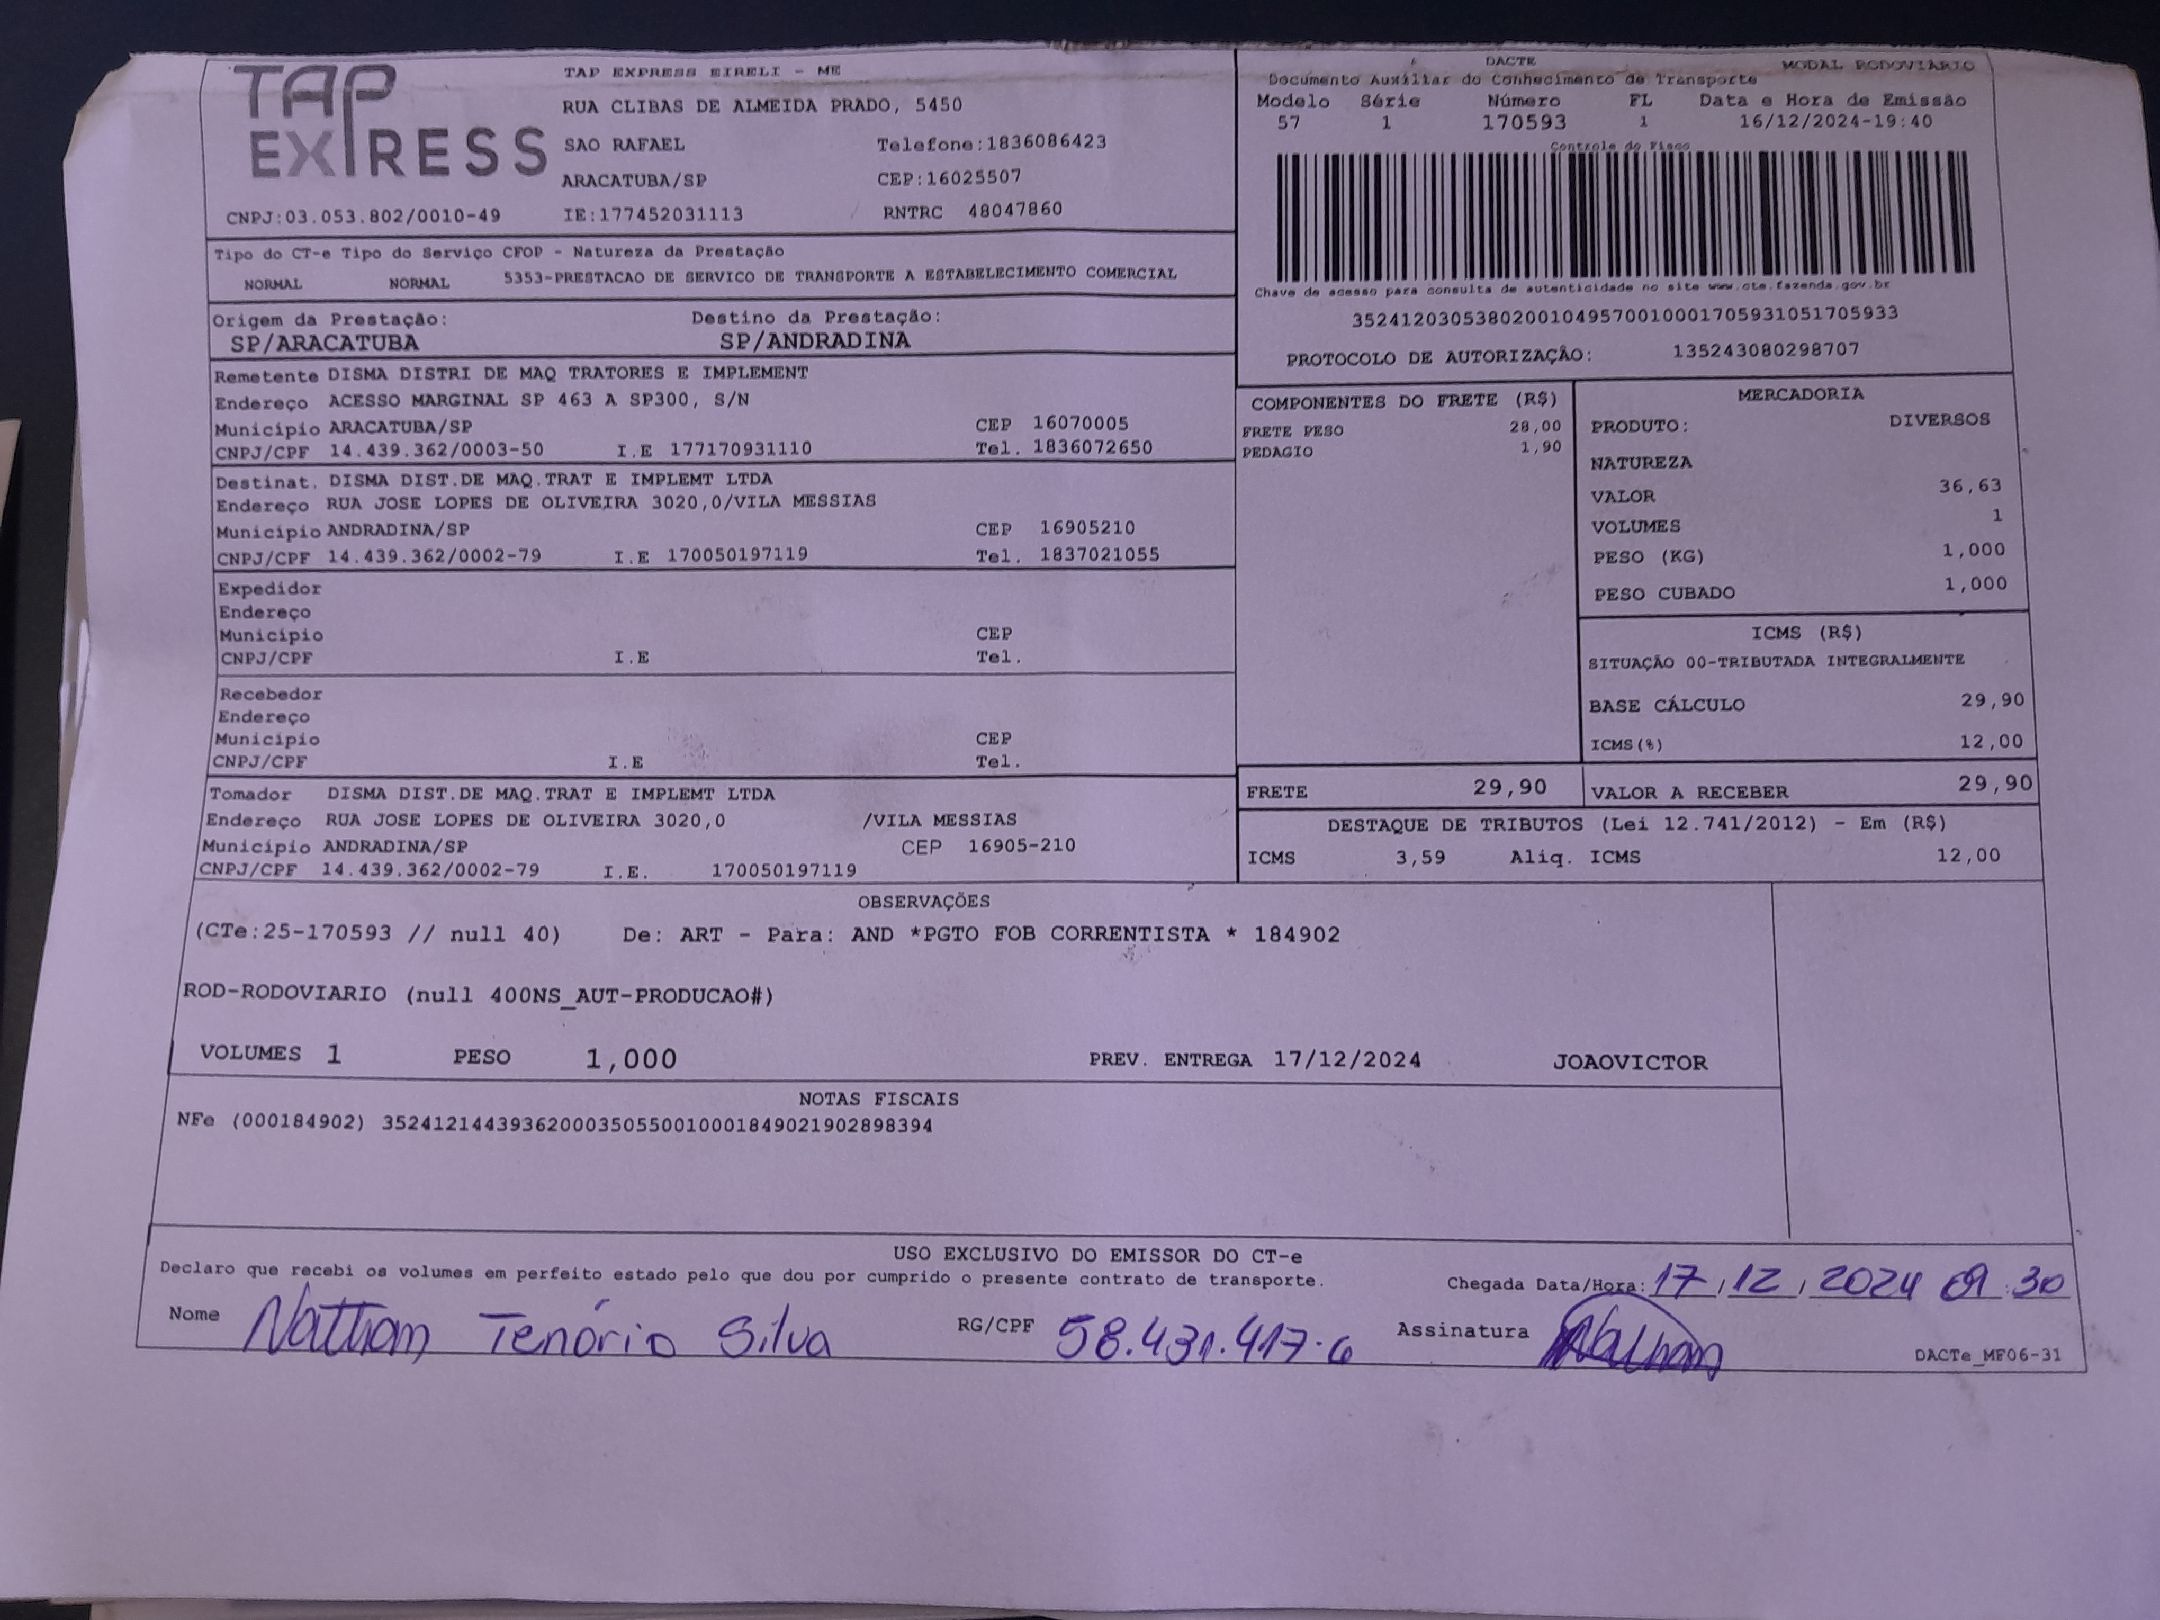 TAP EXPRESS
TAP EXPRESS EIRELI - ME
RUA CLIBAS DE ALMEIDA PRADO, 5450
SAO RAFAEL Telefone:1836086423
ARACATUBA/SP CEP:16025507
CNPJ:03.053.802/0010-49 IE:177452031113 RNTRC 48047860
DACTE MODAL RODOVIARIO
Documento Auxiliar do Conhecimento de Transporte
Modelo Série Número FL Data e Hora de Emissão
57 1 170593 1 16/12/2024-19:40
Controle do Fisco
Chave de acesso para consulta de autenticidade no site www.cte.fazenda.gov.br
35241203053802001049570010001705931051705933
PROTOCOLO DE AUTORIZAÇÃO: 135243080298707
Tipo do CT-e Tipo do Serviço CFOP - Natureza da Prestação
NORMAL NORMAL 5353-PRESTACAO DE SERVICO DE TRANSPORTE A ESTABELECIMENTO COMERCIAL
Origem da Prestação: Destino da Prestação:
SP/ARACATUBA SP/ANDRADINA
Remetente DISMA DISTRI DE MAQ TRATORES E IMPLEMENT
Endereço ACESSO MARGINAL SP 463 A SP300, S/N
Município ARACATUBA/SP CEP 16070005
CNPJ/CPF 14.439.362/0003-50 I.E 177170931110 Tel. 1836072650
Destinat. DISMA DIST.DE MAQ.TRAT E IMPLEMT LTDA
Endereço RUA JOSE LOPES DE OLIVEIRA 3020,0/VILA MESSIAS
Município ANDRADINA/SP CEP 16905210
CNPJ/CPF 14.439.362/0002-79 I.E 170050197119 Tel. 1837021055
Expedidor
Endereço
Município CEP
CNPJ/CPF I.E Tel.
Recebedor
Endereço
Município CEP
CNPJ/CPF I.E Tel.
Tomador DISMA DIST.DE MAQ.TRAT E IMPLEMT LTDA
Endereço RUA JOSE LOPES DE OLIVEIRA 3020,0 /VILA MESSIAS
Município ANDRADINA/SP CEP 16905-210
CNPJ/CPF 14.439.362/0002-79 I.E. 170050197119
COMPONENTES DO FRETE (R$)
FRETE PESO 28,00
PEDAGIO 1,90
MERCADORIA
PRODUTO: DIVERSOS
NATUREZA
VALOR 36,63
VOLUMES 1
PESO (KG) 1,000
PESO CUBADO 1,000
ICMS (R$)
SITUAÇÃO 00-TRIBUTADA INTEGRALMENTE
BASE CÁLCULO 29,90
ICMS(%) 12,00
FRETE 29,90 VALOR A RECEBER 29,90
DESTAQUE DE TRIBUTOS (Lei 12.741/2012) - Em (R$)
ICMS 3,59 Aliq. ICMS 12,00
OBSERVAÇÕES
(CTe:25-170593 // null 40) De: ART - Para: AND *PGTO FOB CORRENTISTA * 184902
ROD-RODOVIARIO (null 400NS_AUT-PRODUCAO#)
VOLUMES 1 PESO 1,000 PREV. ENTREGA 17/12/2024 JOAOVICTOR
NOTAS FISCAIS
NFe (000184902) 35241214439362000350550010001849021902898394
USO EXCLUSIVO DO EMISSOR DO CT-e
Declaro que recebi os volumes em perfeito estado pelo que dou por cumprido o presente contrato de transporte.
Chegada Data/Hora: 17/12/2024 09:30
Nome Natham Tenório Silva RG/CPF 58.431.417-6 Assinatura Natham
DACTe_MF06-31